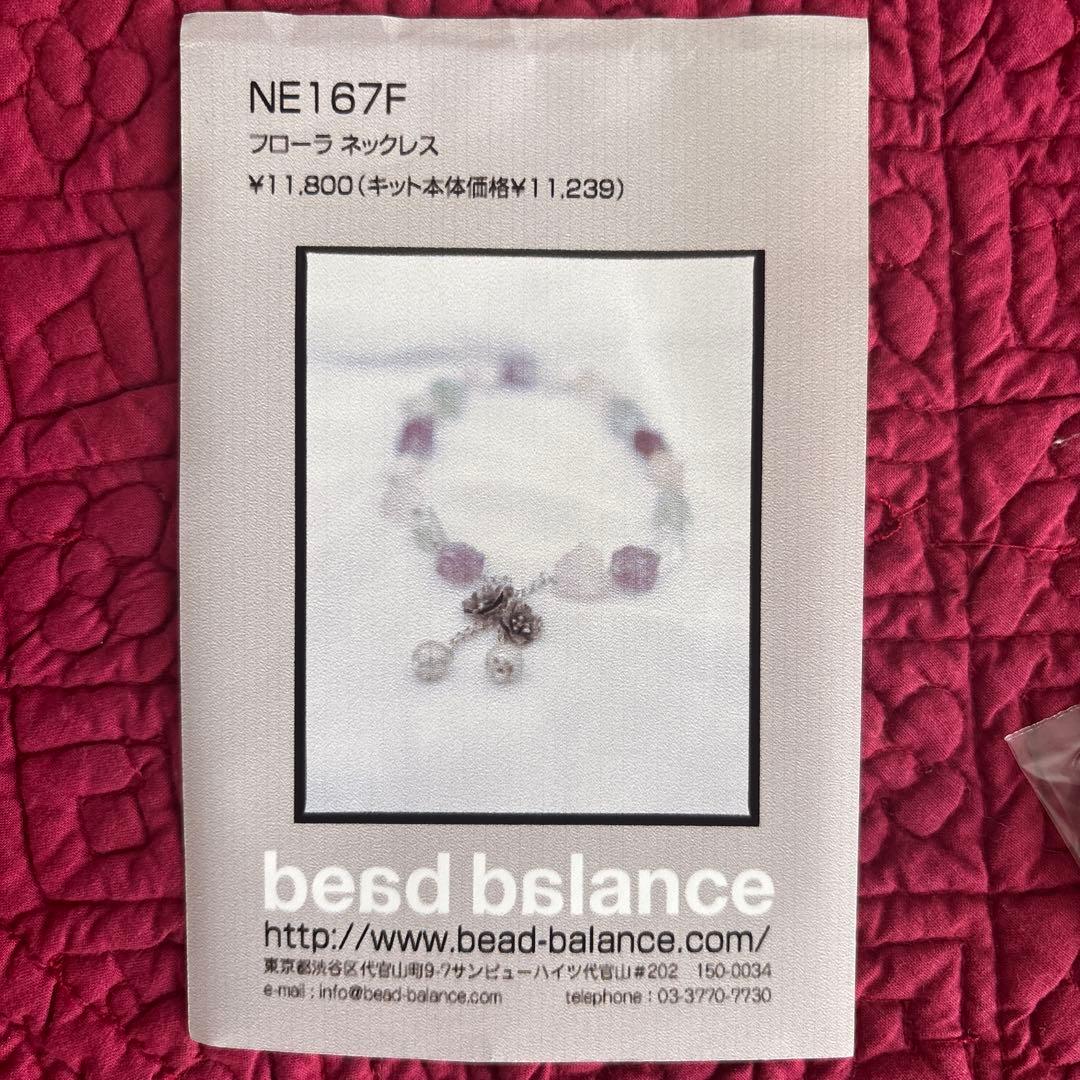 NE167F
フローラ ネックレス
¥11,800(キット本体価格¥11,239)
bead balance
http://www.bead-balance.com/
東京都渋谷区代官山町9-7サンビューハイツ代官山#202 150-0034
e-mail : info@bead-balance.com telephone : 03-3770-7730